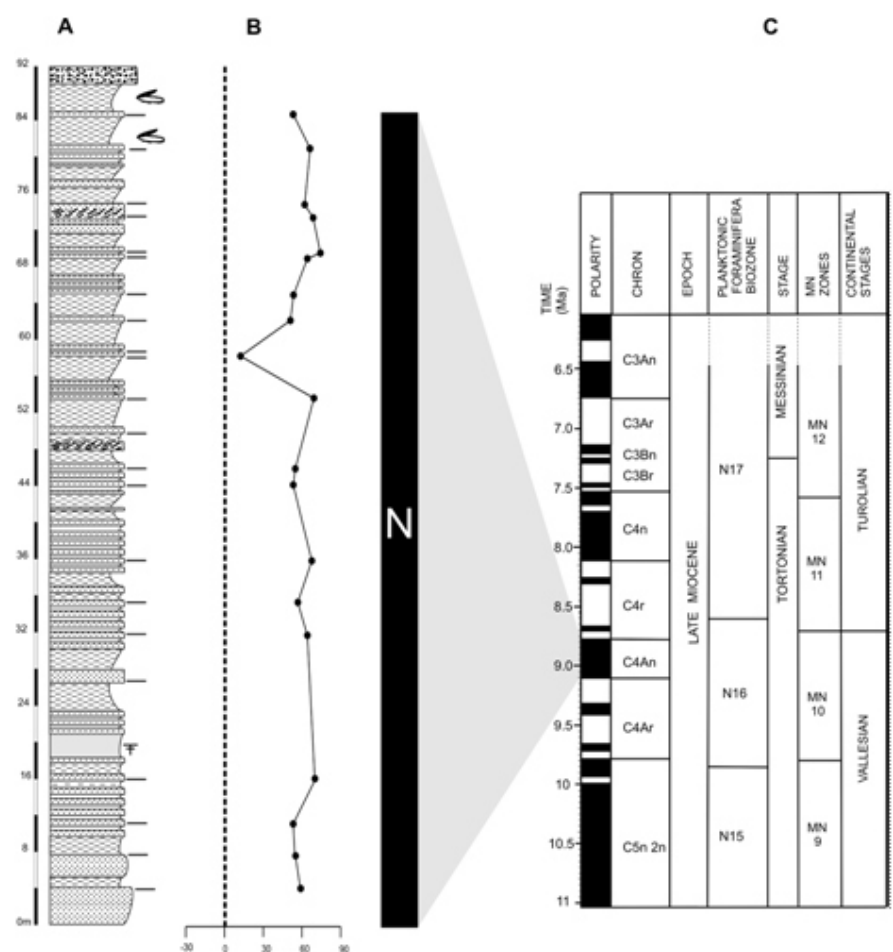 A
B
C
92
84
76
68
60
52
44
36
32
24
16
8
0m
-30
0
30
60
90
N
TIME
(Ma)
POLARITY
CHRON
EPOCH
PLANKTONIC
FORAMINIFERA
BIOZONE
STAGE
MN
ZONES
CONTINENTAL
STAGES
6.5
7.0
7.5
8.0
8.5
9.0
9.5
10
10.5
11
C3An
C3Ar
C3Bn
C3Br
C4n
C4r
C4An
C4Ar
C5n 2n
LATE MIOCENE
N17
N16
N15
MESSINIAN
TORTONIAN
MN
12
MN
11
MN
10
MN
9
TUROLIAN
VALLESIAN